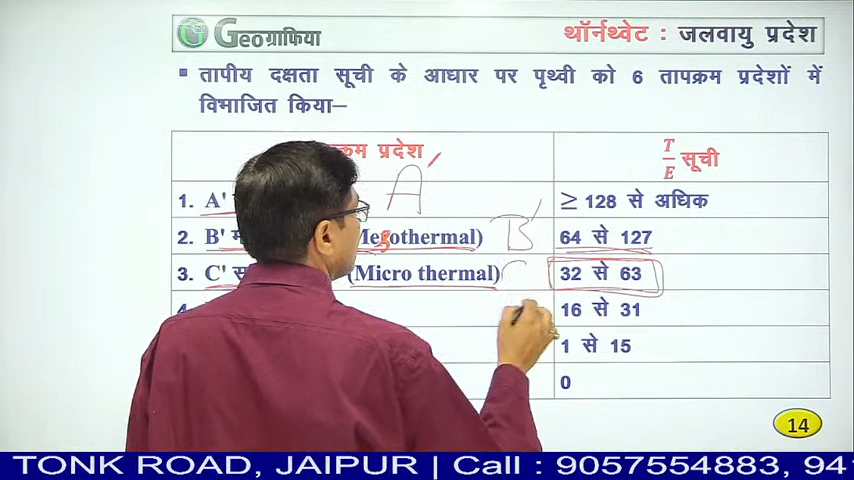 Geoग्राफिया
थॉर्नथ्वेट : जलवायु प्रदेश
▪ तापीय दक्षता सूची के आधार पर पृथ्वी को 6 तापक्रम प्रदेशों में
विभाजित किया–
क्रम प्रदेश
T/E सूची
1. A' A' ≥ 128 से अधिक
2. B' Mesothermal) B' 64 से 127
3. C' (Micro thermal) C 32 से 63
16 से 31
1 से 15
0
14
TONK ROAD, JAIPUR | Call : 9057554883, 941